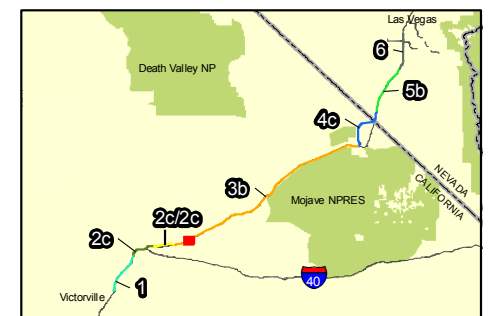 Las Vegas
6
Death Valley NP
5b
4c
NEVADA
CALIFORNIA
3b
Mojave NPRES
2c/2c
2c
40
1
Victorville